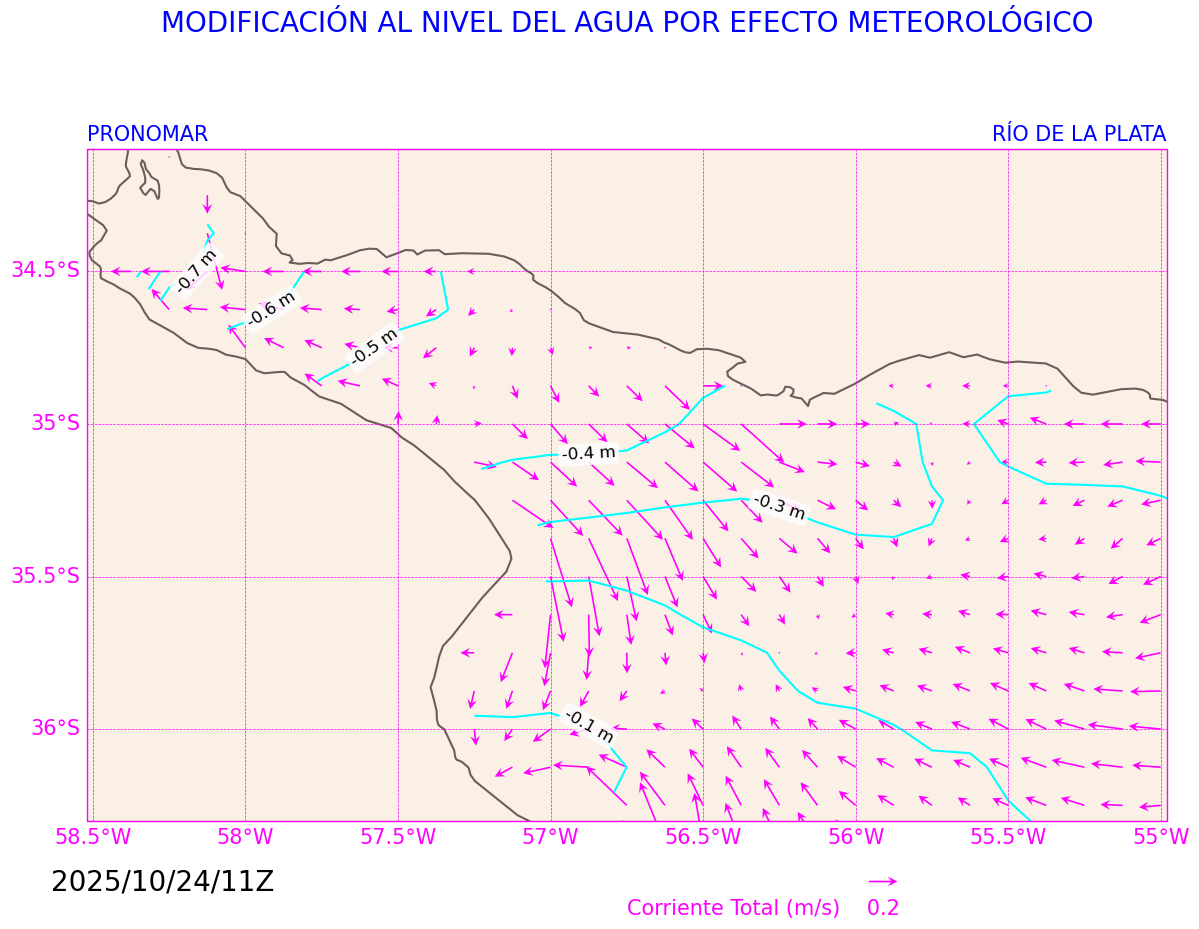 MODIFICACIÓN AL NIVEL DEL AGUA POR EFECTO METEOROLÓGICO
PRONOMAR
RÍO DE LA PLATA
-0.7 m
34.5°S
-0.6 m
-0.5 m
35°S
-0.4 m
-0.3 m
35.5°S
-0.1 m
36°S
58.5°W 58°W 57.5°W 57°W 56.5°W 56°W 55.5°W 55°W
2025/10/24/11Z
Corriente Total (m/s) 0.2